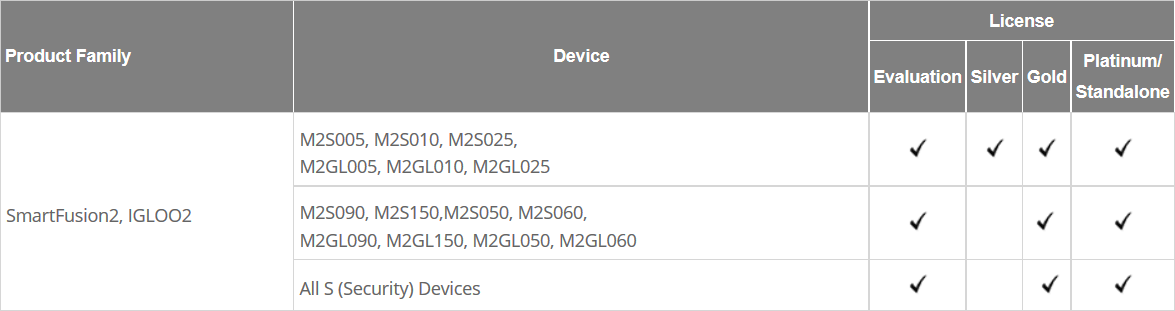 Product Family
Device
License
Evaluation
Silver
Gold
Platinum/
Standalone
SmartFusion2, IGLOO2
M2S005, M2S010, M2S025,
M2GL005, M2GL010, M2GL025
M2S090, M2S150,M2S050, M2S060,
M2GL090, M2GL150, M2GL050, M2GL060
All S (Security) Devices